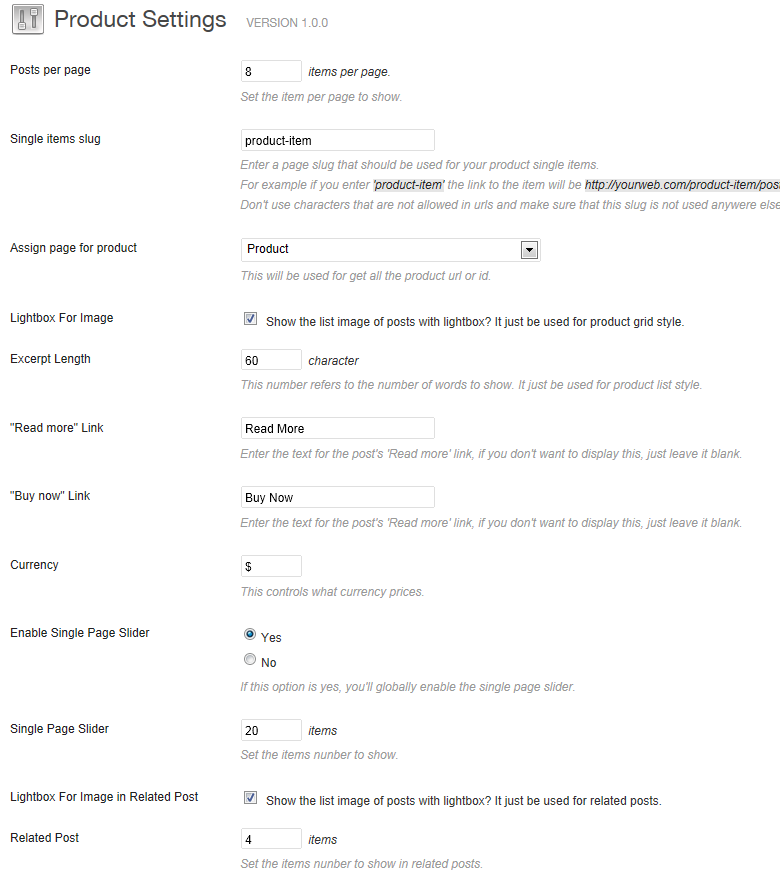 Product Settings VERSION 1.0.0
Posts per page 8 items per page.
Set the item per page to show.
Single items slug product-item
Enter a page slug that should be used for your product single items.
For example if you enter 'product-item' the link to the item will be http://yourweb.com/product-item/pos
Don't use characters that are not allowed in urls and make sure that this slug is not used anywere else
Assign page for product Product
This will be used for get all the product url or id.
Lightbox For Image Show the list image of posts with lightbox? It just be used for product grid style.
Excerpt Length 60 character
This number refers to the number of words to show. It just be used for product list style.
"Read more" Link Read More
Enter the text for the post's 'Read more' link, if you don't want to display this, just leave it blank.
"Buy now" Link Buy Now
Enter the text for the post's 'Read more' link, if you don't want to display this, just leave it blank.
Currency $
This controls what currency prices.
Enable Single Page Slider Yes
No
If this option is yes, you'll globally enable the single page slider.
Single Page Slider 20 items
Set the items nunber to show.
Lightbox For Image in Related Post Show the list image of posts with lightbox? It just be used for related posts.
Related Post 4 items
Set the items nunber to show in related posts.